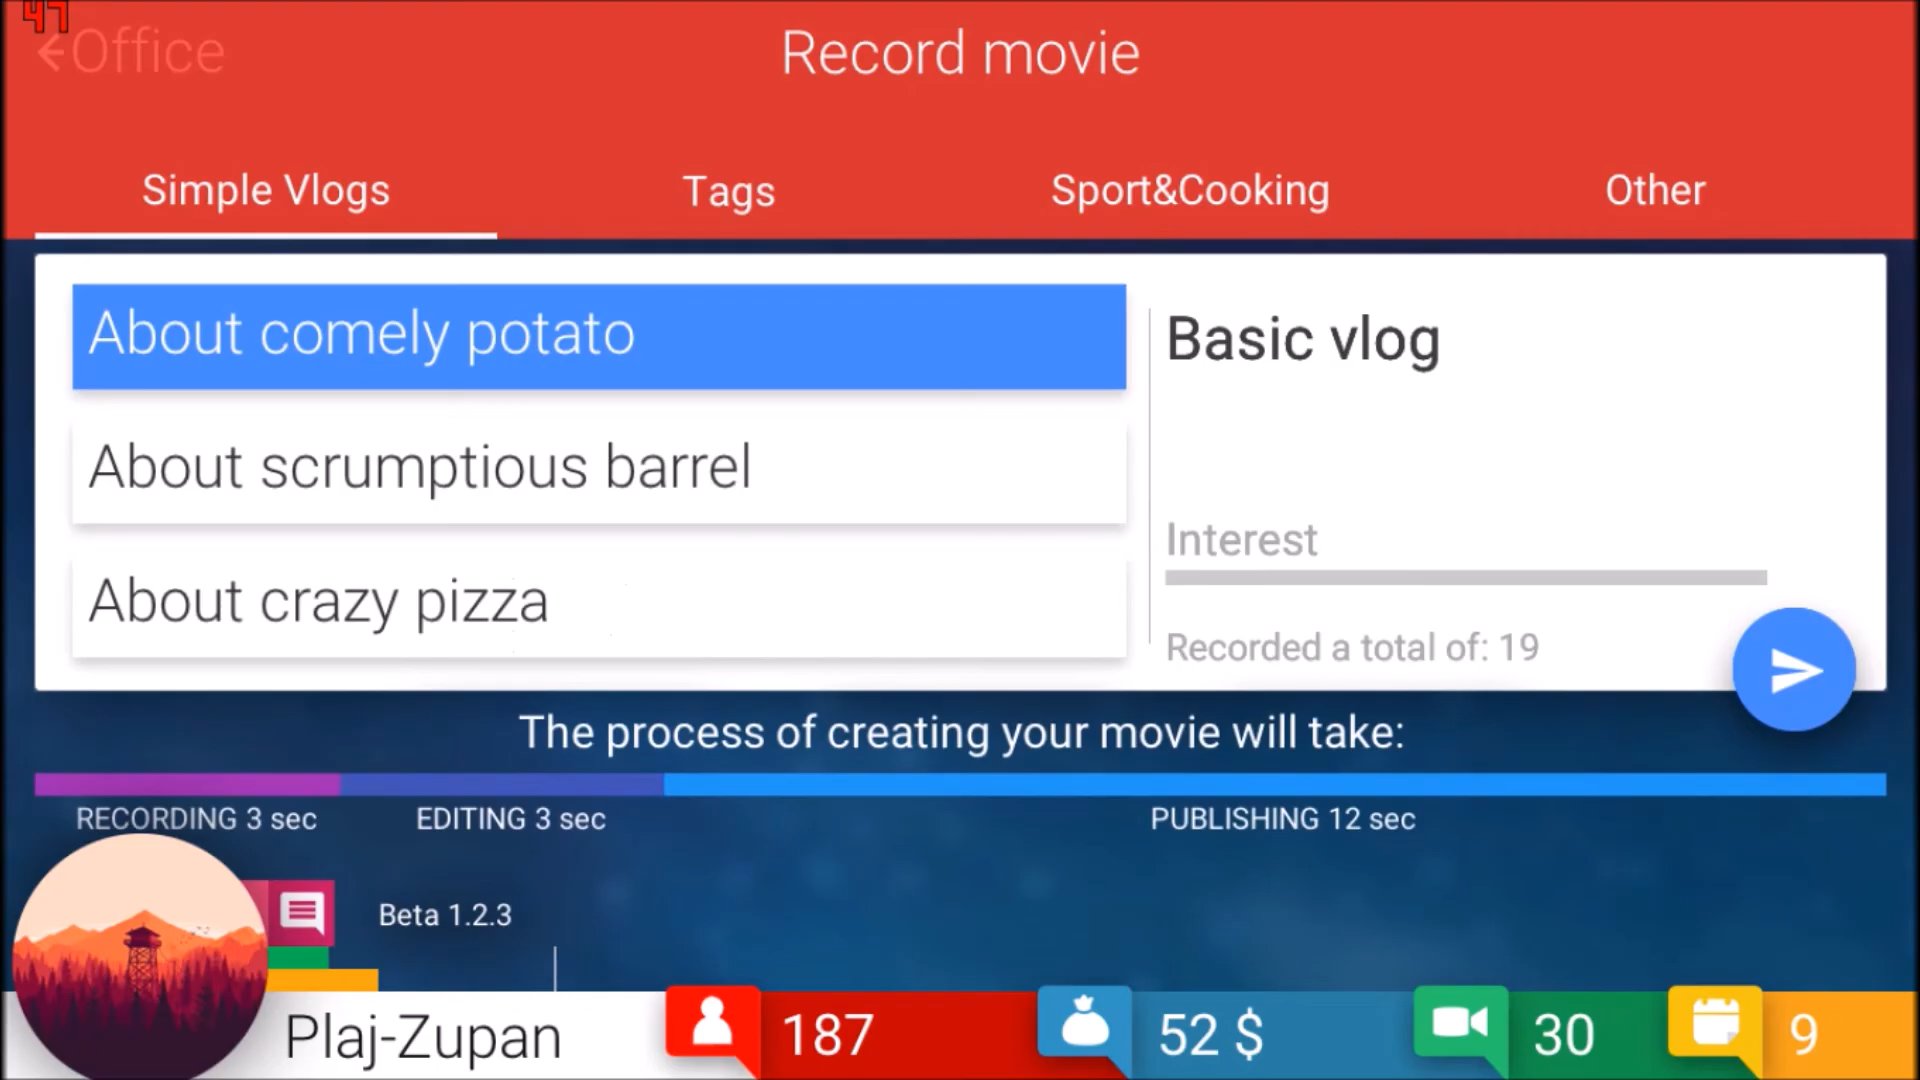 47
Office
Record movie
Simple Vlogs
Tags
Sport&Cooking
Other
About comely potato
About scrumptious barrel
About crazy pizza
Basic vlog
Interest
Recorded a total of: 19
The process of creating your movie will take:
RECORDING 3 sec
EDITING 3 sec
PUBLISHING 12 sec
Beta 1.2.3
Plaj-Zupan
187
52 $
30
9